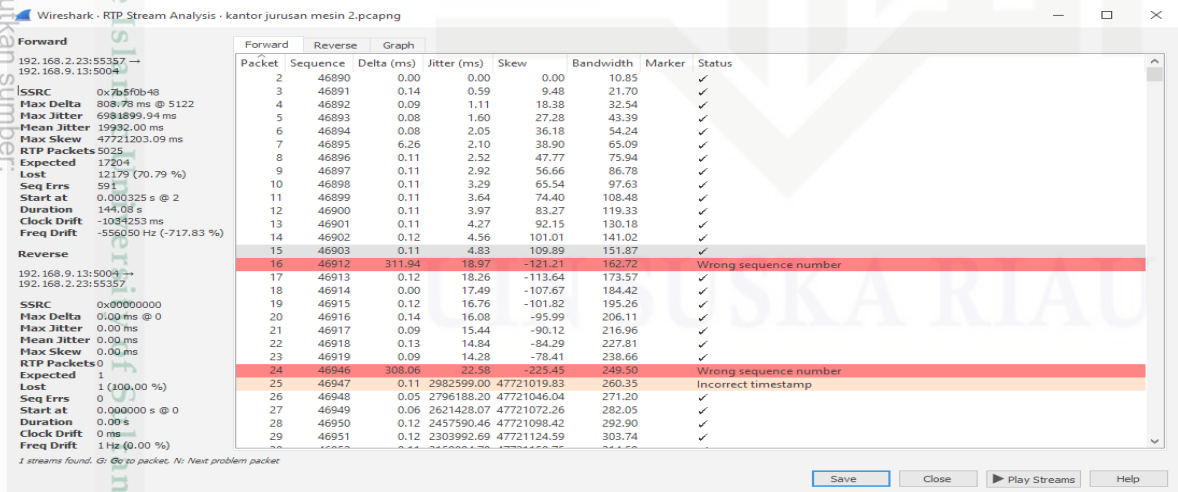 Wireshark · RTP Stream Analysis · kantor jurusan mesin 2.pcapng
Forward
192.168.2.23:55357 →
192.168.9.13:5004
SSRC 0x7b5f0b48
Max Delta 808.78 ms @ 5122
Max Jitter 6981899.94 ms
Mean Jitter 19932.00 ms
Max Skew 47721203.09 ms
RTP Packets 5025
Expected 17204
Lost 12179 (70.79 %)
Seq Errs 591
Start at 0.000325 s @ 2
Duration 144.08 s
Clock Drift -1034253 ms
Freq Drift -556050 Hz (-717.83 %)
Reverse
192.168.9.13:5004 →
192.168.2.23:55357
SSRC 0x00000000
Max Delta 0.00 ms @ 0
Max Jitter 0.00 ms
Mean Jitter 0.00 ms
Max Skew 0.00 ms
RTP Packets 0
Expected 1
Lost 1 (100.00 %)
Seq Errs 0
Start at 0.000000 s @ 0
Duration 0.00 s
Clock Drift 0 ms
Freq Drift 1 Hz (0.00 %)
1 streams found. G: Go to packet, N: Next problem packet
Forward Reverse Graph
Packet Sequence Delta (ms) Jitter (ms) Skew Bandwidth Marker Status
2 46890 0.00 0.00 0.00 10.85 ✓
3 46891 0.14 0.59 9.48 21.70 ✓
4 46892 0.09 1.11 18.38 32.54 ✓
5 46893 0.08 1.60 27.28 43.39 ✓
6 46894 0.08 2.05 36.18 54.24 ✓
7 46895 6.26 2.10 38.90 65.09 ✓
8 46896 0.11 2.52 47.77 75.94 ✓
9 46897 0.11 2.92 56.66 86.78 ✓
10 46898 0.11 3.29 65.54 97.63 ✓
11 46899 0.11 3.64 74.40 108.48 ✓
12 46900 0.11 3.97 83.27 119.33 ✓
13 46901 0.11 4.27 92.15 130.18 ✓
14 46902 0.12 4.56 101.01 141.02 ✓
15 46903 0.11 4.83 109.89 151.87 ✓
16 46912 311.94 18.97 -121.21 162.72 Wrong sequence number
17 46913 0.12 18.26 -113.64 173.57 ✓
18 46914 0.00 17.49 -107.67 184.42 ✓
19 46915 0.12 16.76 -101.82 195.26 ✓
20 46916 0.14 16.08 -95.99 206.11 ✓
21 46917 0.09 15.44 -90.12 216.96 ✓
22 46918 0.13 14.84 -84.29 227.81 ✓
23 46919 0.09 14.28 -78.41 238.66 ✓
24 46946 308.06 22.58 -225.45 249.50 Wrong sequence number
25 46947 0.11 2982599.00 47721019.83 260.35 Incorrect timestamp
26 46948 0.05 2796188.20 47721046.04 271.20 ✓
27 46949 0.06 2621428.07 47721072.26 282.05 ✓
28 46950 0.12 2457590.46 47721098.42 292.90 ✓
29 46951 0.12 2303992.69 47721124.59 303.74 ✓
Save Close Play Streams Help
UIN SUSKA RIAU